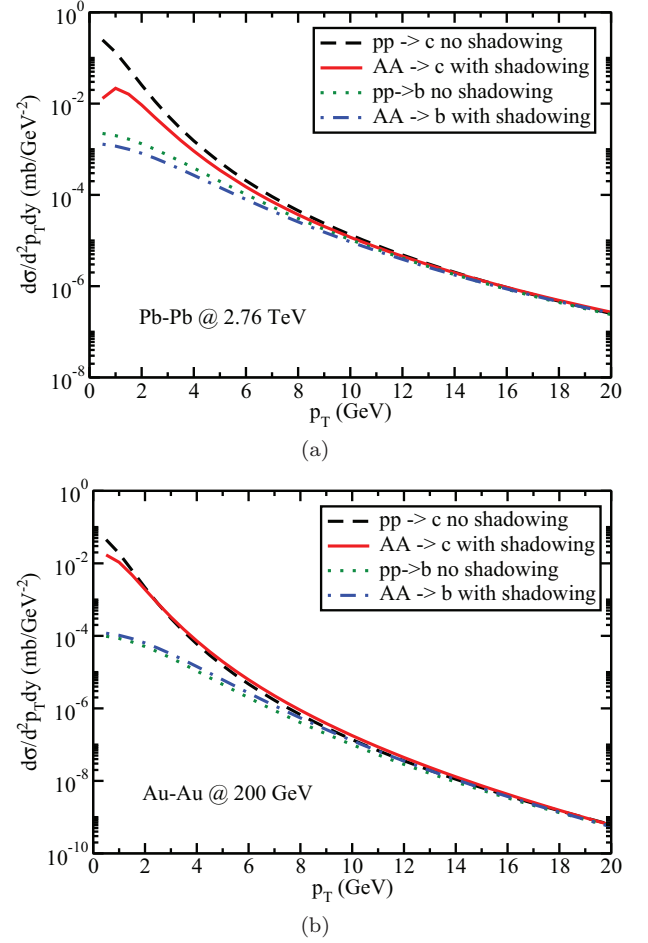 10^0
pp -> c no shadowing
AA -> c with shadowing
pp->b no shadowing
AA -> b with shadowing
10^-2
10^-4
10^-6
10^-8
dσ/d^2p_Tdy (mb/GeV^-2)
Pb-Pb @ 2.76 TeV
0 2 4 6 8 10 12 14 16 18 20
p_T (GeV)
(a)
10^0
pp -> c no shadowing
AA -> c with shadowing
pp->b no shadowing
AA -> b with shadowing
10^-2
10^-4
10^-6
10^-8
10^-10
dσ/d^2p_Tdy (mb/GeV^-2)
Au-Au @ 200 GeV
0 2 4 6 8 10 12 14 16 18 20
p_T (GeV)
(b)